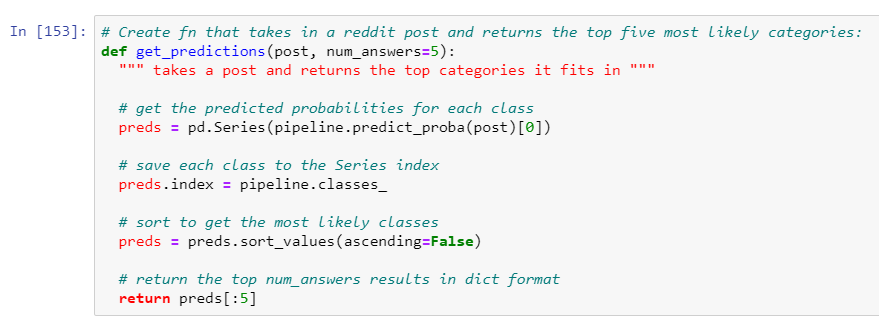 In [153]: # Create fn that takes in a reddit post and returns the top five most likely categories:
def get_predictions(post, num_answers=5):
""" takes a post and returns the top categories it fits in """
# get the predicted probabilities for each class
preds = pd.Series(pipeline.predict_proba(post)[0])
# save each class to the Series index
preds.index = pipeline.classes_
# sort to get the most likely classes
preds = preds.sort_values(ascending=False)
# return the top num_answers results in dict format
return preds[:5]